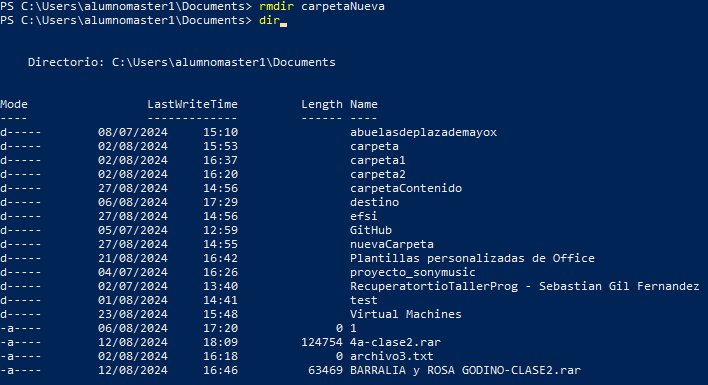 PS C:\Users\alumnomaster1\Documents> rmdir carpetaNueva
PS C:\Users\alumnomaster1\Documents> dir
Directorio: C:\Users\alumnomaster1\Documents
Mode LastWriteTime Length Name
---- ------------- ------ ----
d----- 08/07/2024 15:10 abuelasdeplazademayox
d----- 02/08/2024 15:53 carpeta
d----- 02/08/2024 16:37 carpeta1
d----- 02/08/2024 16:20 carpeta2
d----- 27/08/2024 14:56 carpetaContenido
d----- 06/08/2024 17:29 destino
d----- 27/08/2024 14:56 efsi
d----- 05/07/2024 12:59 GitHub
d----- 27/08/2024 14:55 nuevaCarpeta
d----- 21/08/2024 16:42 Plantillas personalizadas de Office
d----- 04/07/2024 16:26 proyecto_sonymusic
d----- 02/07/2024 13:40 RecuperatortioTallerProg - Sebastian Gil Fernandez
d----- 01/08/2024 14:41 test
d----- 23/08/2024 15:48 Virtual Machines
-a---- 06/08/2024 17:20 0 1
-a---- 12/08/2024 18:09 124754 4a-clase2.rar
-a---- 02/08/2024 16:18 0 archivo3.txt
-a---- 12/08/2024 16:46 63469 BARRALIA y ROSA GODINO-CLASE2.rar